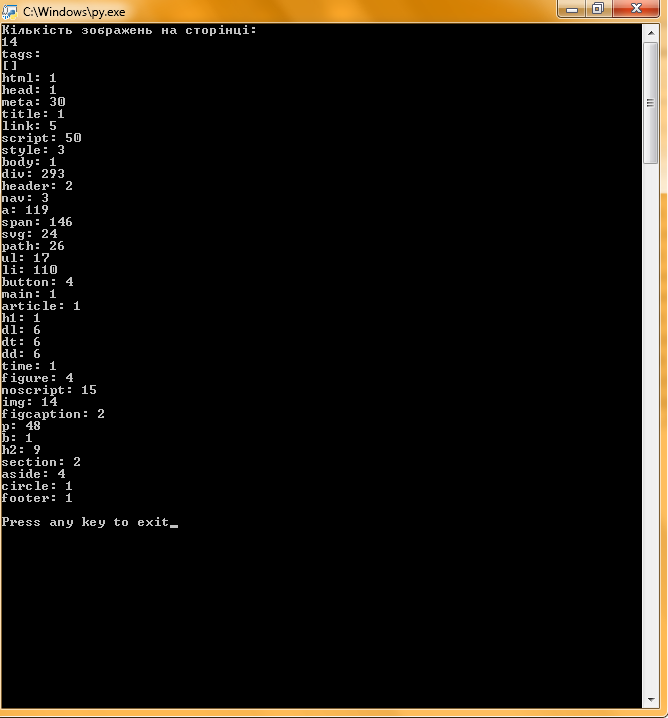 C:\Windows\py.exe
Кількість зображень на сторінці:
14
tags:
[]
html: 1
head: 1
meta: 30
title: 1
link: 5
script: 50
style: 3
body: 1
div: 293
header: 2
nav: 3
a: 119
span: 146
svg: 24
path: 26
ul: 17
li: 110
button: 4
main: 1
article: 1
h1: 1
dl: 6
dt: 6
dd: 6
time: 1
figure: 4
noscript: 15
img: 14
figcaption: 2
p: 48
b: 1
h2: 9
section: 2
aside: 4
circle: 1
footer: 1
Press any key to exit_